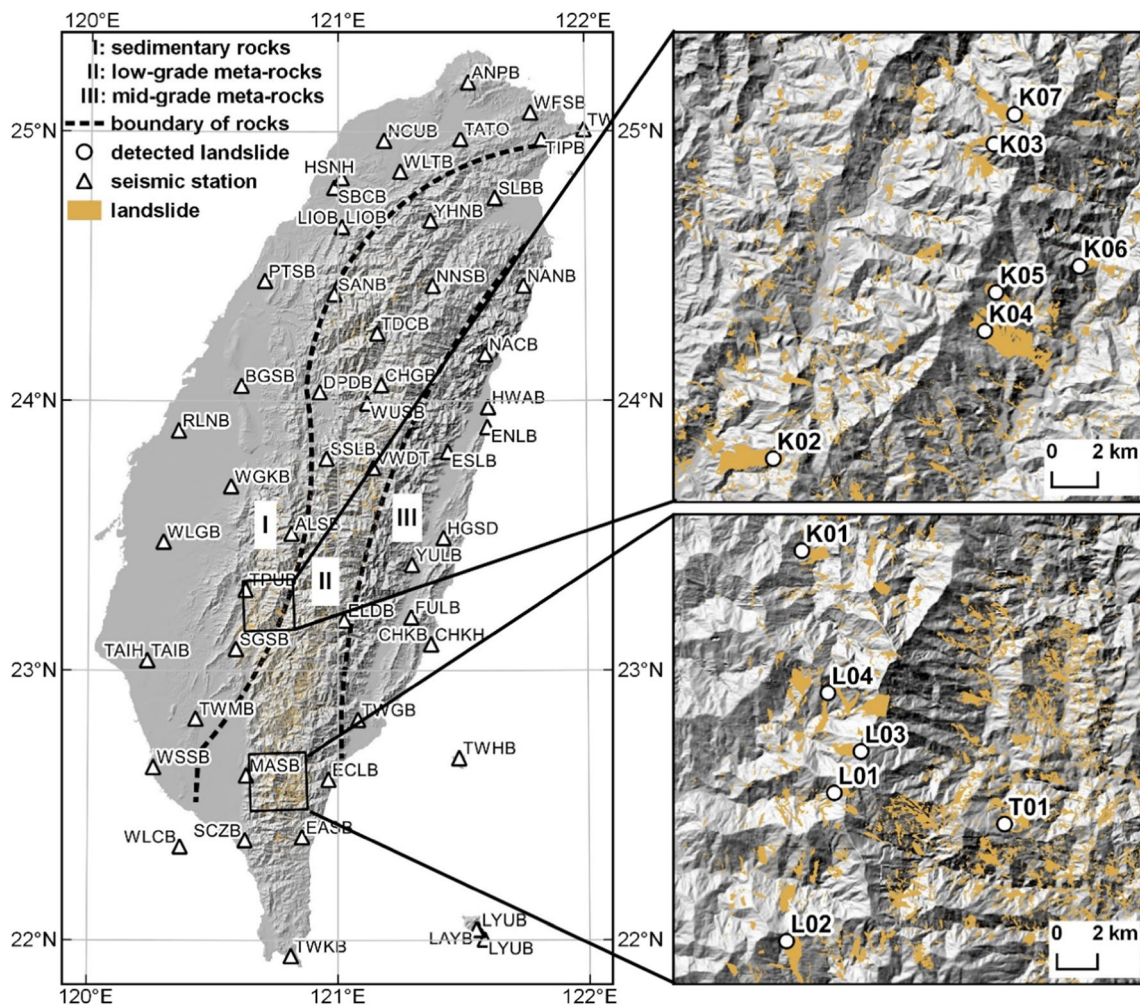 120°E
121°E
122°E
I: sedimentary rocks
II: low-grade meta-rocks
III: mid-grade meta-rocks
boundary of rocks
detected landslide
seismic station
landslide
25°N
24°N
23°N
22°N
ANPB
WFSB
TW
NCUB
TATO
TIPB
HSNH
WLTB
SBCB
SLBB
LIOB LIOB
YHNB
PTSB
SANB
NNSB
NANB
TDCB
NACB
BGSB
DPDB
CHGB
HWAB
WUSB
RLNB
ENLB
SSLB
VWDT
ESLB
WGKB
I
III
ALSB
WLGB
HGSD
YULB
II
TPUB
ELDB
FULB
SGSB
CHKB
CHKH
TAIH
TAIB
TWMB
TWGB
WSSB
MASB
ECLB
TWHB
WLCB
SCZB
EASB
LYUB
LAYB
LYUB
TWKB
120°E
121°E
122°E
K07
K03
K06
K05
K04
K02
0 2 km
K01
L04
L03
L01
T01
L02
0 2 km